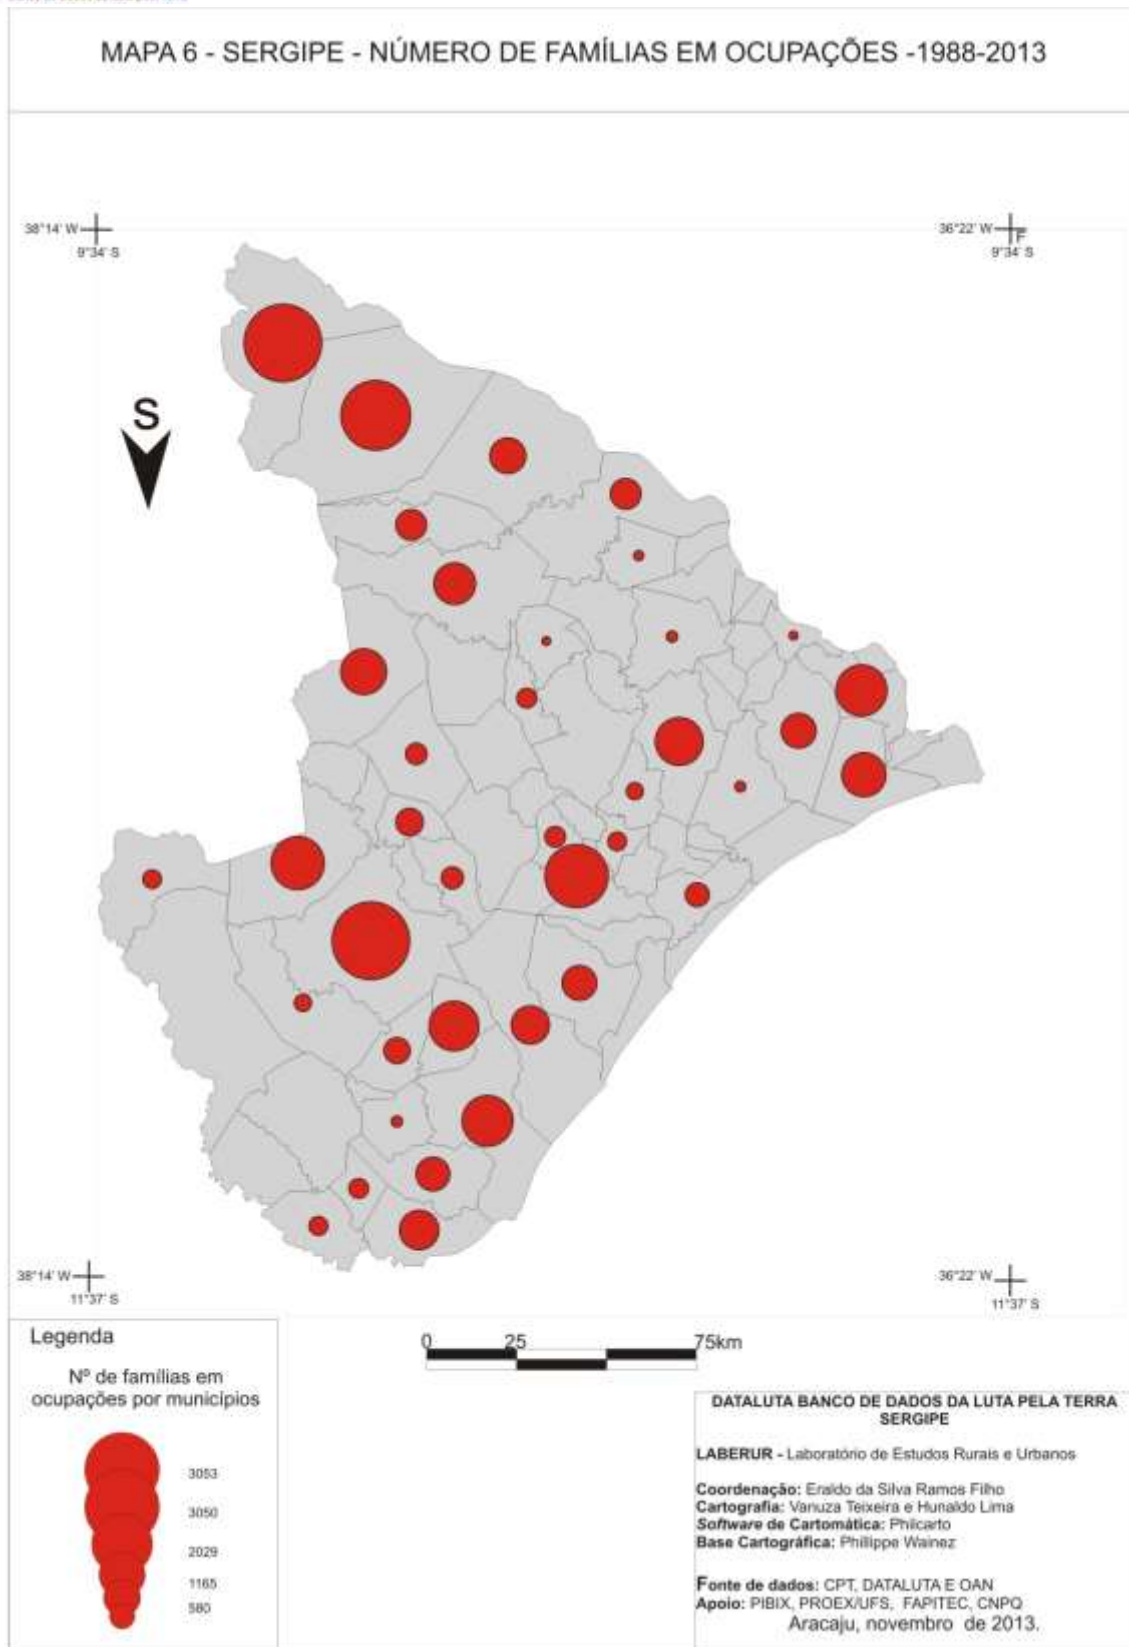 MAPA 6 - SERGIPE - NÚMERO DE FAMÍLIAS EM OCUPAÇÕES -1988-2013
38°14' W
9°34' S
36°22' W
F
9°34' S
S
38°14' W
11°37' S
36°22' W
11°37' S
Legenda
Nº de famílias em
ocupações por municípios
3053
3050
2029
1165
580
0 25 75km
DATALUTA BANCO DE DADOS DA LUTA PELA TERRA
SERGIPE
LABERUR - Laboratório de Estudos Rurais e Urbanos
Coordenação: Eraldo da Silva Ramos Filho
Cartografia: Vanuza Teixeira e Hunaldo Lima
Software de Cartomática: Philcarto
Base Cartográfica: Phillippe Wainez
Fonte de dados: CPT, DATALUTA E OAN
Apoio: PIBIX, PROEX/UFS, FAPITEC, CNPQ
Aracaju, novembro de 2013.